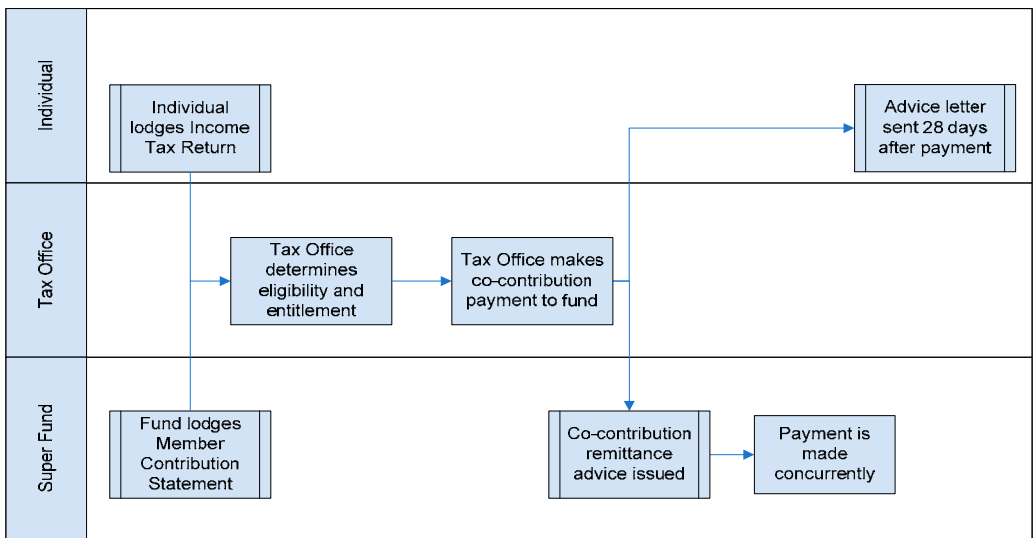 Individual
Individual
lodges Income
Tax Return
Advice letter
sent 28 days
after payment
Tax Office
Tax Office
determines
eligibility and
entitlement
Tax Office makes
co-contribution
payment to fund
Super Fund
Fund lodges
Member
Contribution
Statement
Co-contribution
remittance
advice issued
Payment is
made
concurrently